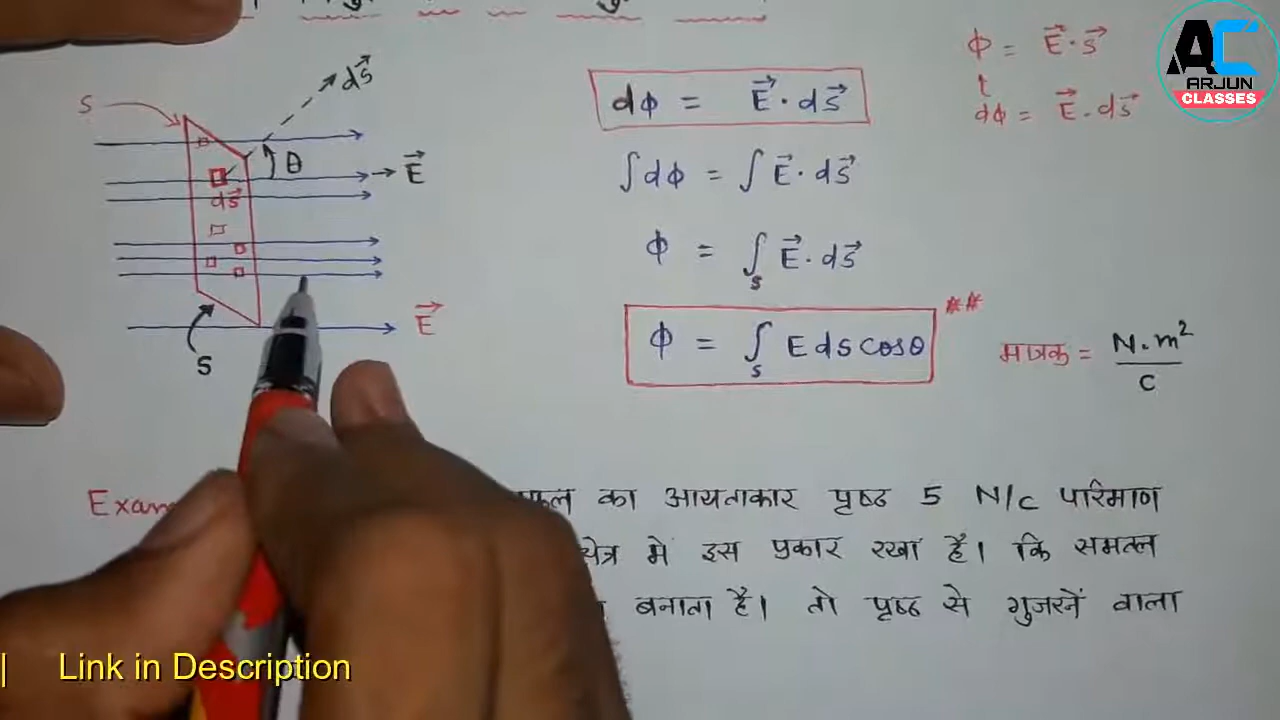 S
ds⃗
θ
→ E⃗
ds⃗
E⃗
S
dϕ = E⃗ · ds⃗
∫dϕ = ∫E⃗ · ds⃗
ϕ = ∫s E⃗ · ds⃗
ϕ = ∫s E ds cosθ **
मात्रक = N·m²/C
ϕ = E⃗ · s⃗
dϕ = E⃗ · ds⃗
AC
ARJUN
CLASSES
Exam
का आयताकार पृष्ठ 5 N/C परिमाण
में इस प्रकार रखा है। कि समतल
बनाता है। तो पृष्ठ से गुजरनें वाला
| Link in Description